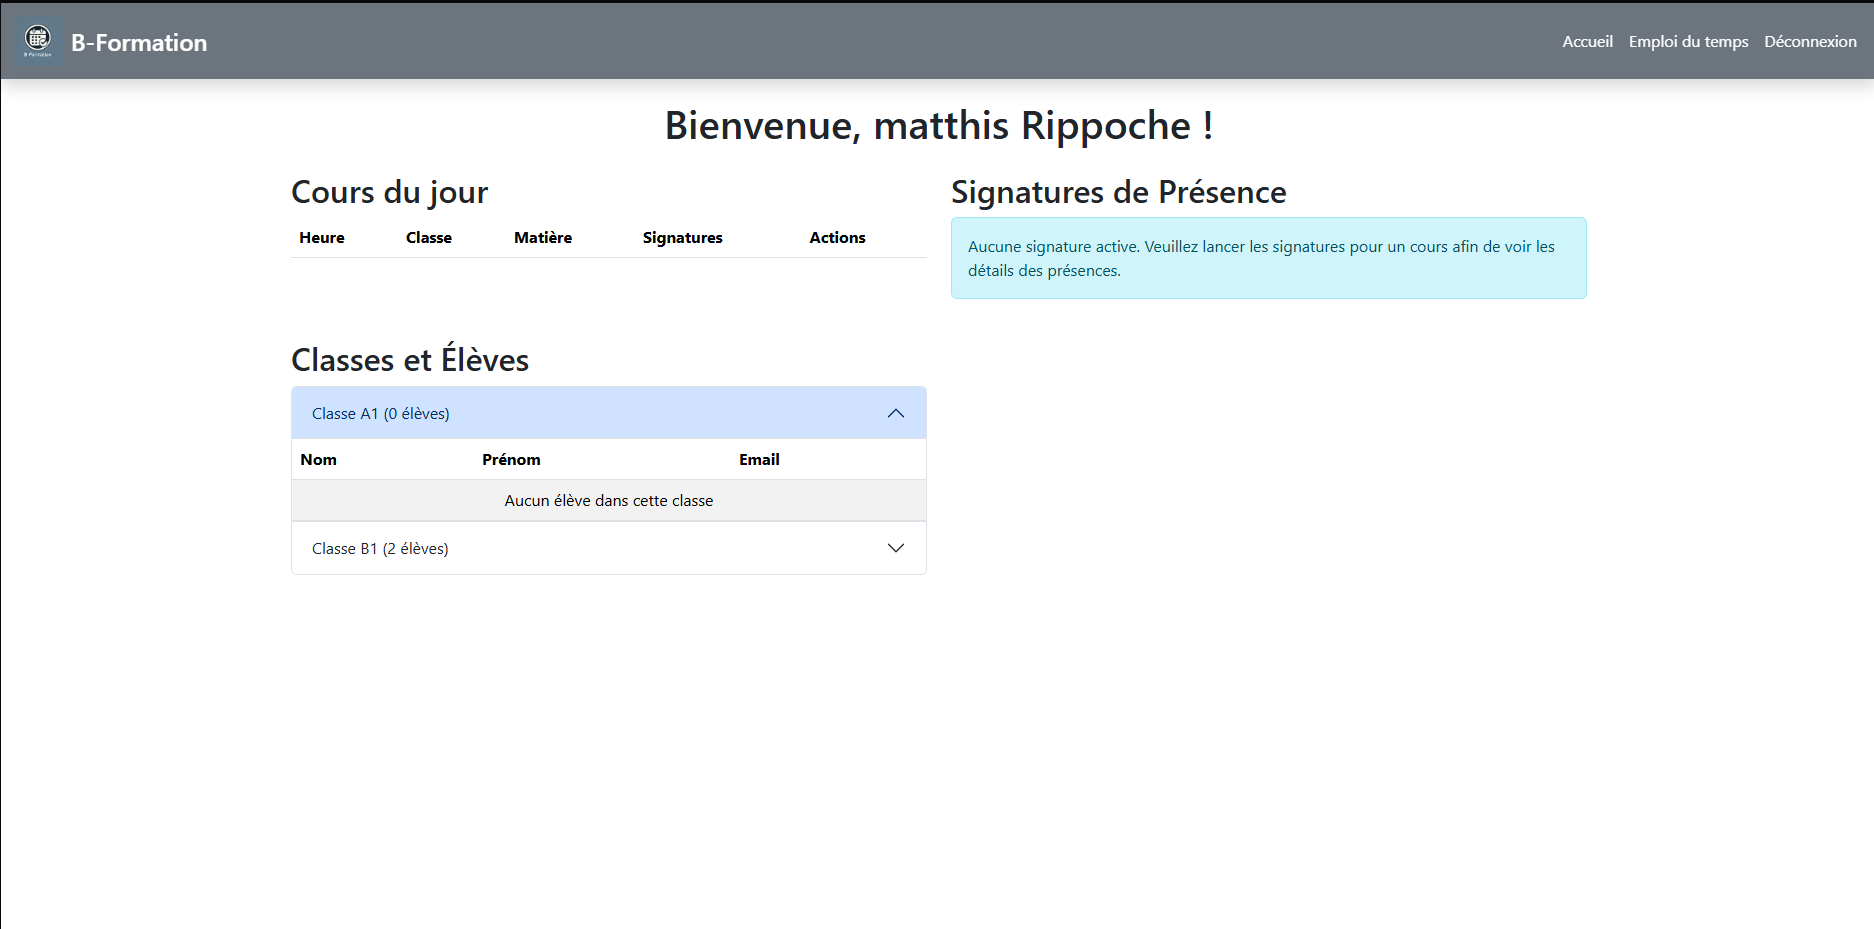 B-Formation
B-Formation
Accueil Emploi du temps Déconnexion
Bienvenue, matthis Rippoche !
Cours du jour
Heure Classe Matière Signatures Actions
Signatures de Présence
Aucune signature active. Veuillez lancer les signatures pour un cours afin de voir les
détails des présences.
Classes et Élèves
Classe A1 (0 élèves)
Nom Prénom Email
Aucun élève dans cette classe
Classe B1 (2 élèves)